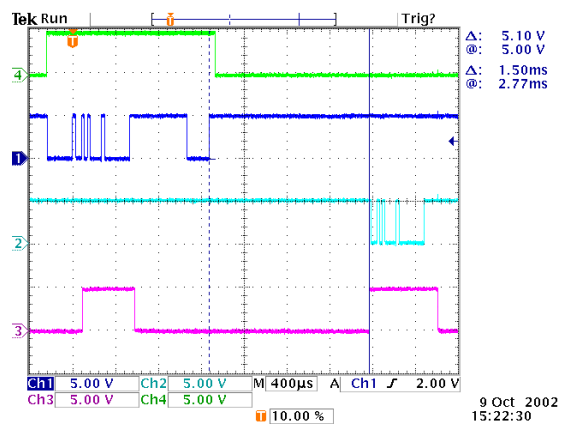 Tek Run Trig?
T
T
Δ: 5.10 V
@: 5.00 V
Δ: 1.50ms
@: 2.77ms
4
1
2
3
Ch1 5.00 V Ch2 5.00 V M 400µs A Ch1 2.00 V
Ch3 5.00 V Ch4 5.00 V
T 10.00 %
9 Oct 2002
15:22:30